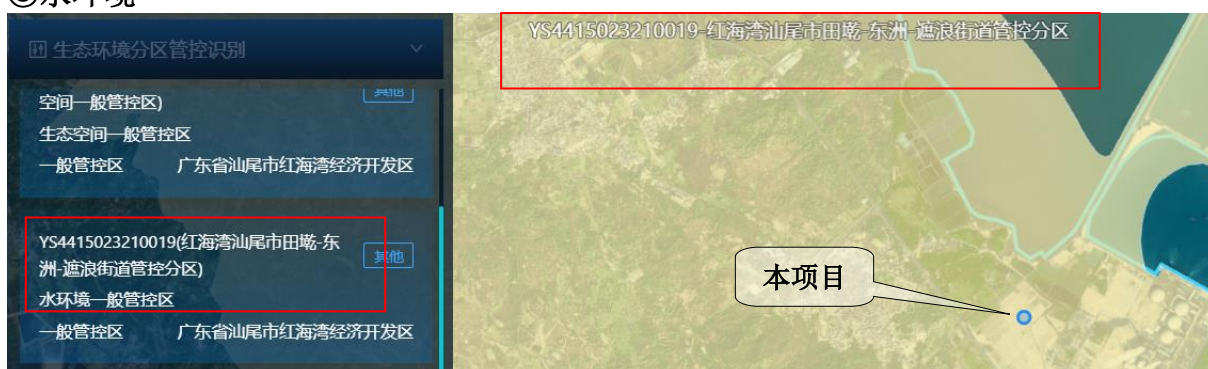 ③水环境
生态环境分区管控识别
空间一般管控区)
其他
生态空间一般管控区
一般管控区 广东省汕尾市红海湾经济开发区
YS4415023210019(红海湾汕尾市田墘-东
洲-遮浪街道管控分区)
其他
水环境一般管控区
一般管控区 广东省汕尾市红海湾经济开发区
YS4415023210019-红海湾汕尾市田墘-东洲-遮浪街道管控分区
本项目